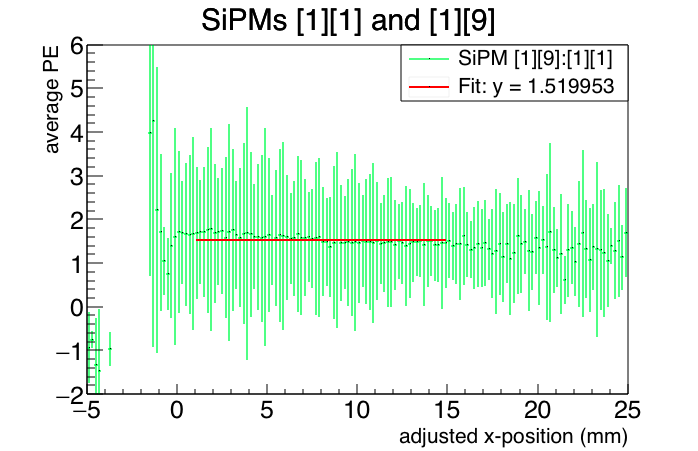 SiPMs [1][1] and [1][9]
average PE
6
5
4
3
2
1
0
−1
−2
SiPM [1][9]:[1][1]
Fit: y = 1.519953
−5 0 5 10 15 20 25
adjusted x-position (mm)